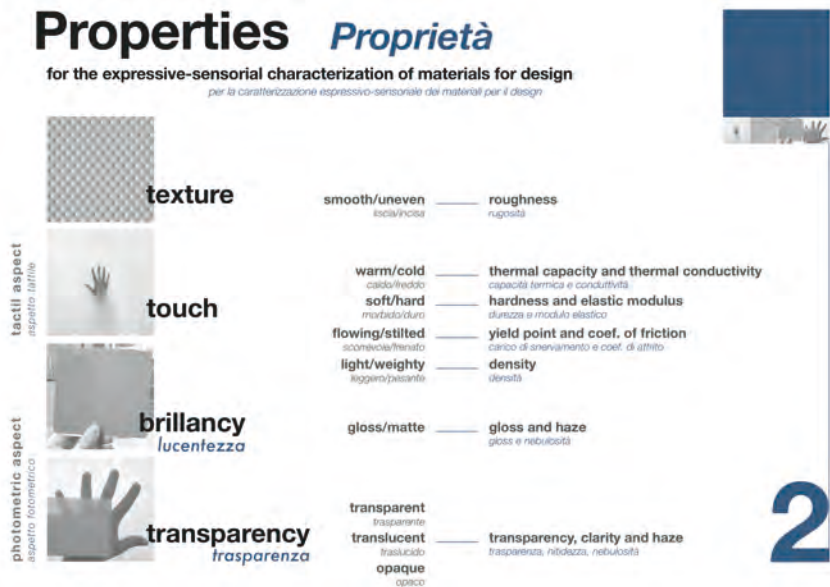 Properties Proprietà
for the expressive-sensorial characterization of materials for design
per la caratterizzazione espressivo-sensoriale dei materiali per il design
tactil aspect
aspetto tattile
texture
smooth/uneven roughness
liscia/incisa rugosità
touch
warm/cold thermal capacity and thermal conductivity
caldo/freddo capacità termica e conduttività
soft/hard hardness and elastic modulus
morbido/duro durezza e modulo elastico
flowing/stilted yield point and coef. of friction
scorrevole/frenato carico di snervamento e coef. di attrito
light/weighty density
leggero/pesante densità
photometric aspect
aspetto fotometrico
brillancy
lucentezza
gloss/matte gloss and haze
gloss e nebulosità
transparency
trasparenza
transparent
trasparente
translucent transparency, clarity and haze
traslucido trasparenza, nitidezza, nebulosità
opaque
opaco
2